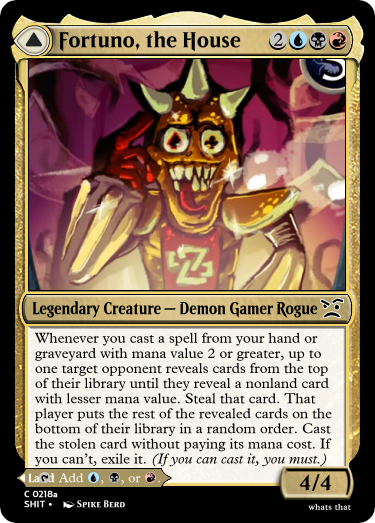 Fortuno, the House 2
Z
Legendary Creature — Demon Gamer Rogue
Whenever you cast a spell from your hand or
graveyard with mana value 2 or greater, up to
one target opponent reveals cards from the top
of their library until they reveal a nonland card
with lesser mana value. Steal that card. That
player puts the rest of the revealed cards on the
bottom of their library in a random order. Cast
the stolen card without paying its mana cost. If
you can't, exile it. (If you can cast it, you must.)
Land Add , , or .
4/4
C 0218a
SHIT • Spike Berd
whats that